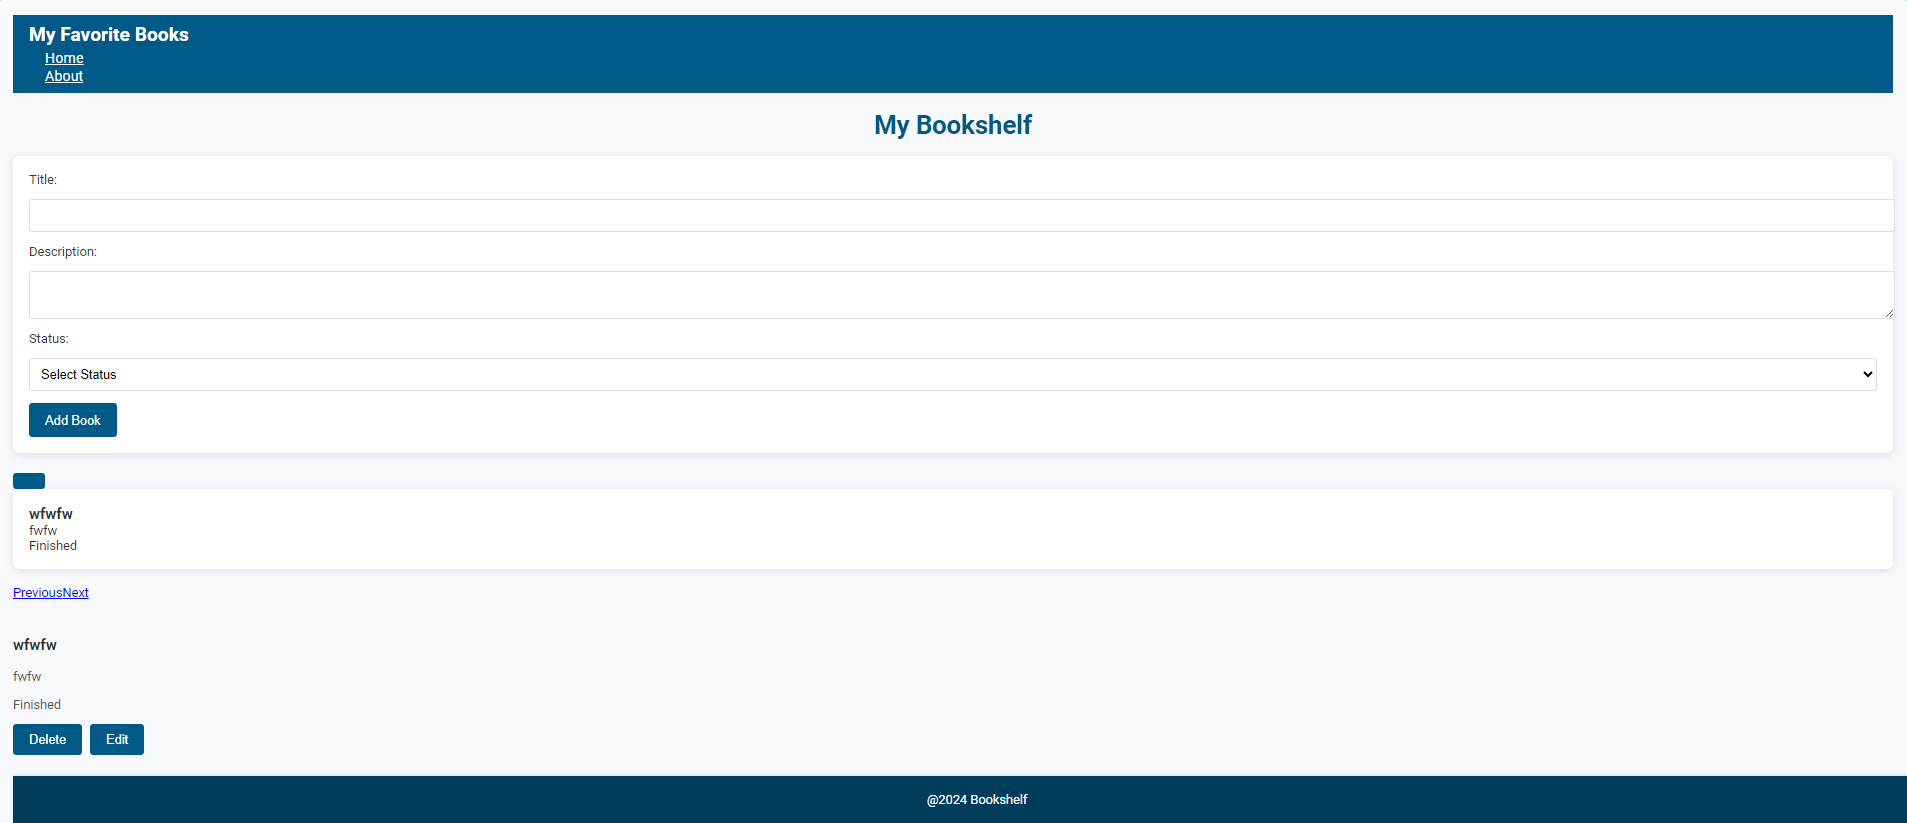 My Favorite Books
Home
About
My Bookshelf
Title:
Description:
Status:
Select Status
Add Book
wfwfw
fwfw
Finished
PreviousNext
wfwfw
fwfw
Finished
Delete Edit
@2024 Bookshelf